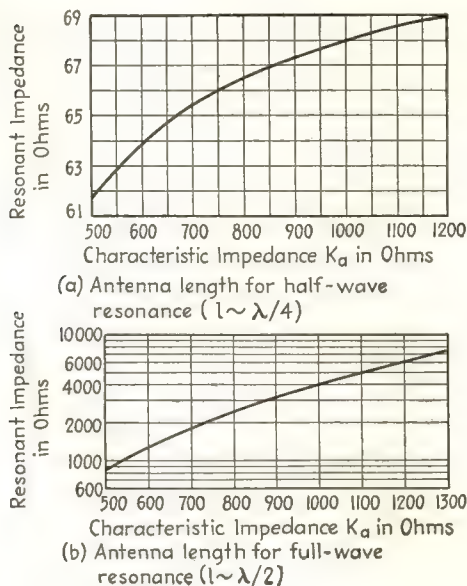 69
67
65
63
61
Resonant Impedance
in Ohms
500 600 700 800 900 1000 1100 1200
Characteristic Impedance Ka in Ohms
(a) Antenna length for half-wave
resonance (l~λ/4)
10000
6000
4000
2000
1000
600
Resonant Impedance
in Ohms
500 600 700 800 900 1000 1100 1200 1300
Characteristic Impedance Ka in Ohms
(b) Antenna length for full-wave
resonance (l~λ/2)